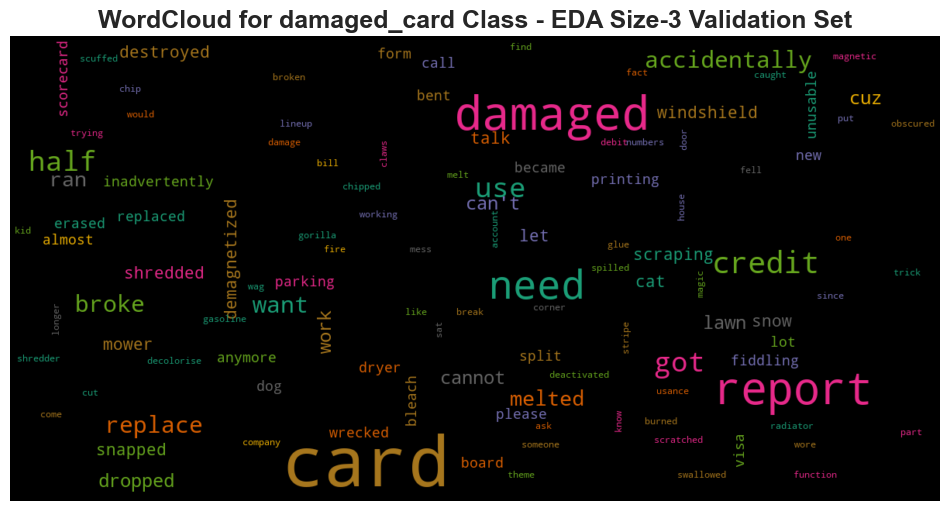 WordCloud for damaged_card Class - EDA Size-3 Validation Set
scuffed
scorecard
destroyed
form
call
find
accidentally
magnetic
chip
broken
fact
caught
unusable
would
bent
damaged
windshield
cuz
put
obscured
trying
lineup
talk
damage
claws
debit
numbers
door
new
half
bill
became
fell
ran
inadvertently
chipped
melt
use
printing
can't
house
erased
replaced
working
account
kid
almost
demagnetized
gorilla
let
one
fire
mess
glue
scraping
shredded
parking
spilled
cat
magic
credit
trick
wag
need
broke
want
like
break
corner
since
longer
gasoline
work
sat
stripe
lawn
snow
mower
lot
shredder
decolorise
anymore
split
got
fiddling
dryer
cannot
deactivated
report
dog
cut
bleach
melted
usance
come
please
replace
wrecked
ask
know
burned
radiator
part
snapped
company
someone
scratched
visa
wore
board
dropped
card
theme
swallowed
function